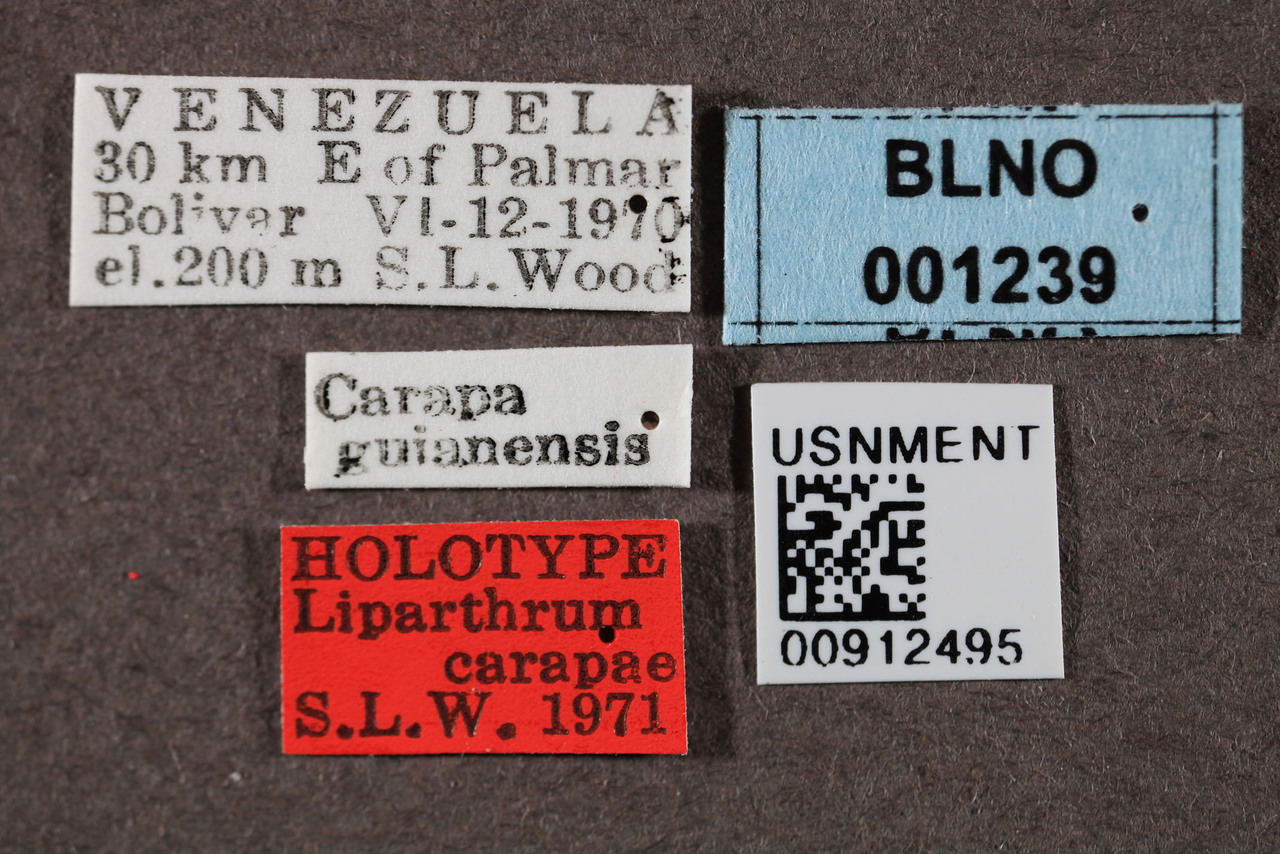 VENEZUELA
30 km E of Palmar
Bolivar VI-12-1970
el.200 m S.L.Wood
BLNO
001239
Carapa
guianensis
USNMENT
00912495
HOLOTYPE
Liparthrum
carapae
S.L.W. 1971